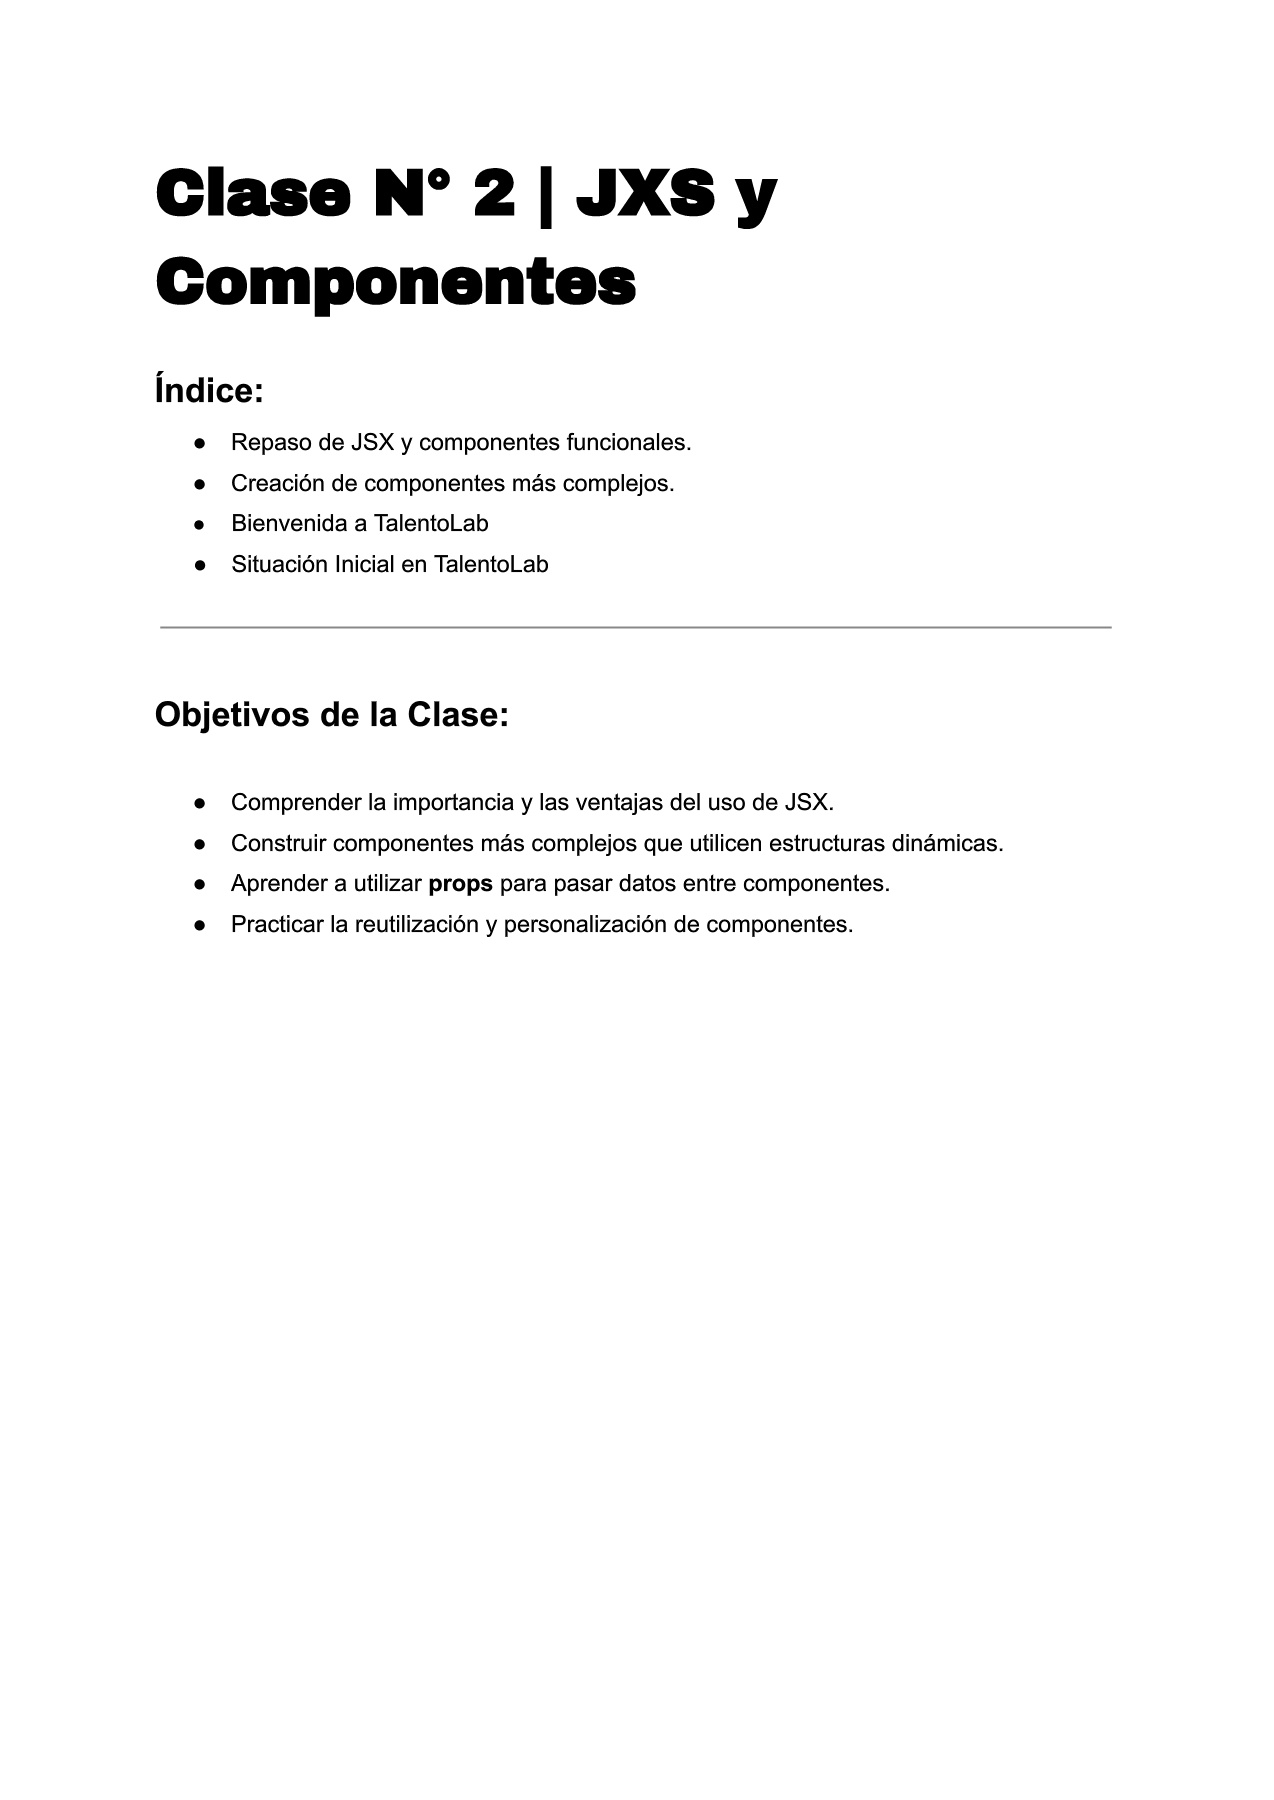 Clase N° 2 | JXS y
Componentes
Índice:
● Repaso de JSX y componentes funcionales.
● Creación de componentes más complejos.
● Bienvenida a TalentoLab
● Situación Inicial en TalentoLab
Objetivos de la Clase:
● Comprender la importancia y las ventajas del uso de JSX.
● Construir componentes más complejos que utilicen estructuras dinámicas.
● Aprender a utilizar props para pasar datos entre componentes.
● Practicar la reutilización y personalización de componentes.